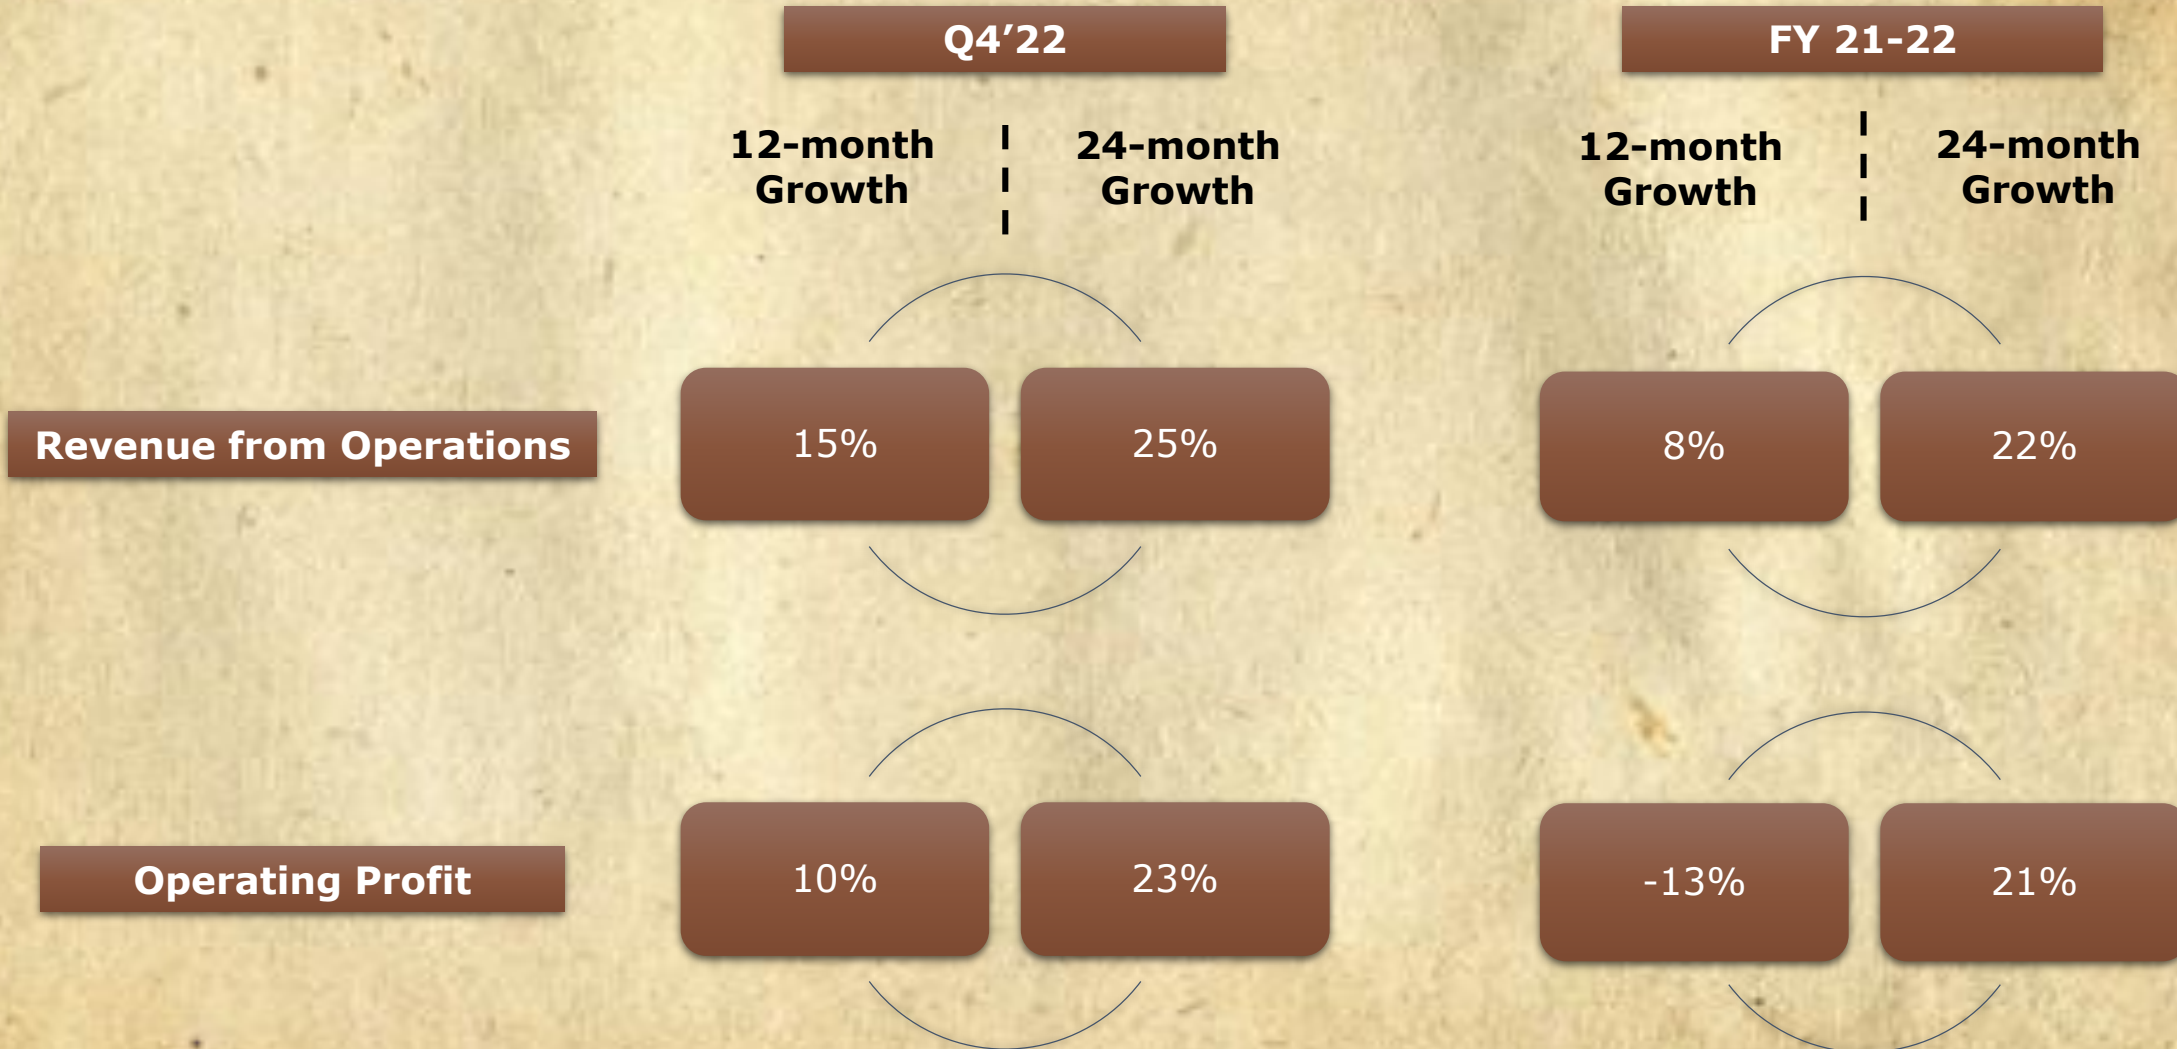 Q4’22
FY 21-22
12-month
Growth
24-month
Growth
12-month
Growth
24-month
Growth
Revenue from Operations
15%
25%
8%
22%
Operating Profit
10%
23%
-13%
21%